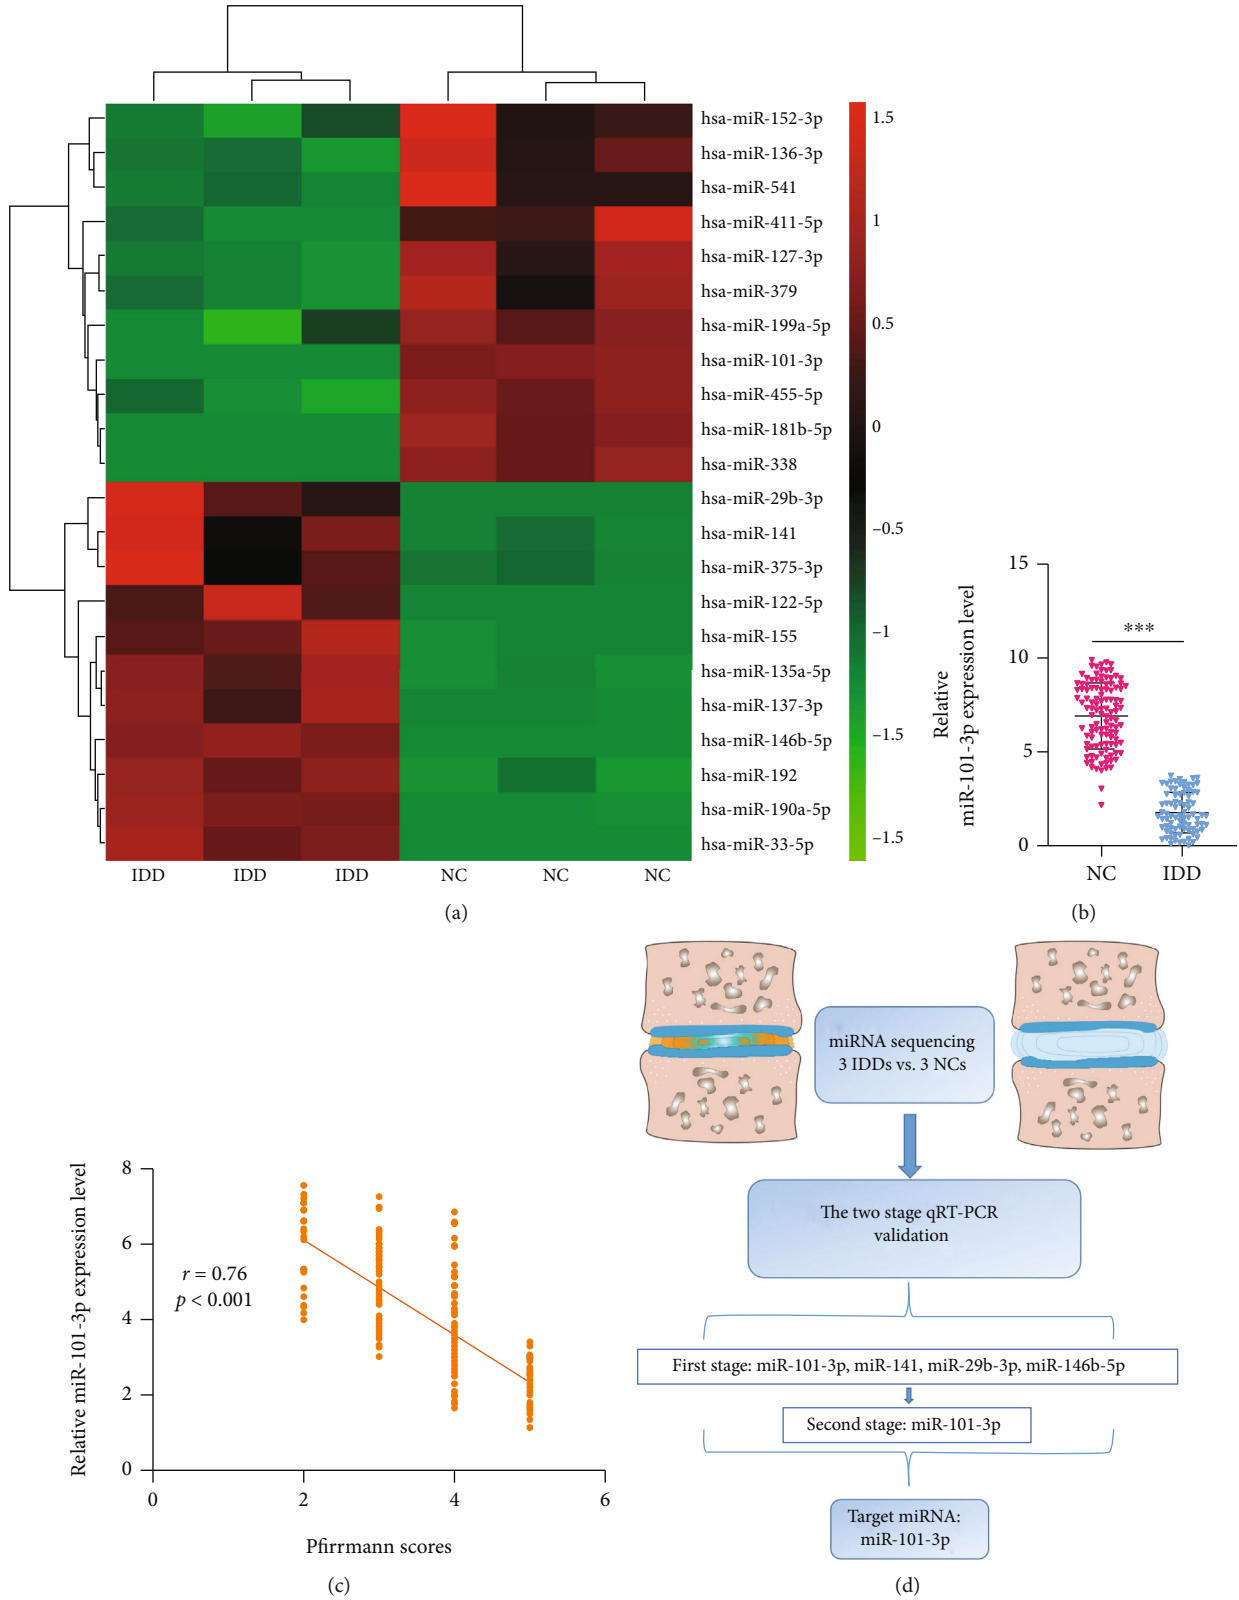 hsa-miR-152-3p
hsa-miR-136-3p
hsa-miR-541
hsa-miR-411-5p
hsa-miR-127-3p
hsa-miR-379
hsa-miR-199a-5p
hsa-miR-101-3p
hsa-miR-455-5p
hsa-miR-181b-5p
hsa-miR-338
hsa-miR-29b-3p
hsa-miR-141
hsa-miR-375-3p
hsa-miR-122-5p
hsa-miR-155
hsa-miR-135a-5p
hsa-miR-137-3p
hsa-miR-146b-5p
hsa-miR-192
hsa-miR-190a-5p
hsa-miR-33-5p
IDD IDD IDD NC NC NC
1.5
1
0.5
0
−0.5
−1
−1.5
−1.5
(a)
Relative
miR-101-3p expression level
15
10
5
0
***
NC IDD
(b)
Relative miR-101-3p expression level
8
6
4
2
0
r = 0.76
p < 0.001
0 2 4 6
Pfirrmann scores
(c)
miRNA sequencing
3 IDDs vs. 3 NCs
The two stage qRT-PCR
validation
First stage: miR-101-3p, miR-141, miR-29b-3p, miR-146b-5p
Second stage: miR-101-3p
Target miRNA:
miR-101-3p
(d)